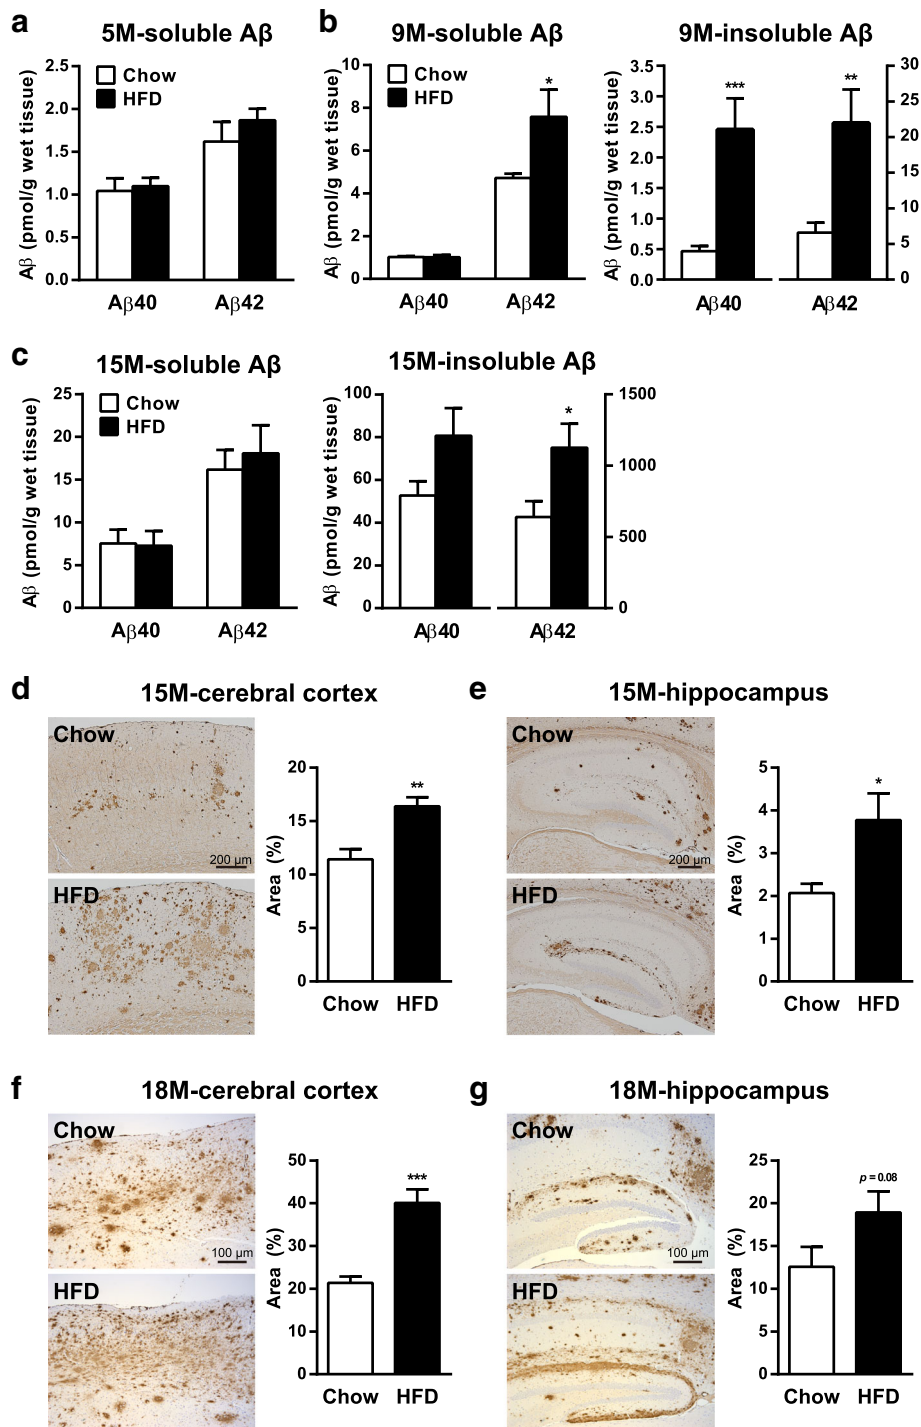 a
5M-soluble Aβ
Aβ (pmol/g wet tissue)
2.5
2.0
1.5
1.0
0.5
0.0
Chow
HFD
Aβ40
Aβ42
b
9M-soluble Aβ
Aβ (pmol/g wet tissue)
10
8
6
4
2
0
Chow
HFD
*
Aβ40
Aβ42
9M-insoluble Aβ
Aβ (pmol/g wet tissue)
3.5
3.0
2.5
2.0
1.5
1.0
0.5
0.0
***
**
30
25
20
15
10
5
0
Aβ40
Aβ42
c
15M-soluble Aβ
Aβ (pmol/g wet tissue)
25
20
15
10
5
0
Chow
HFD
Aβ40
Aβ42
15M-insoluble Aβ
Aβ (pmol/g wet tissue)
100
80
60
40
20
0
*
1500
1000
500
0
Aβ40
Aβ42
d
15M-cerebral cortex
Chow
200 µm
HFD
Area (%)
20
15
10
5
0
**
Chow
HFD
e
15M-hippocampus
Chow
200 µm
HFD
Area (%)
5
4
3
2
1
0
*
Chow
HFD
f
18M-cerebral cortex
Chow
100 µm
HFD
Area (%)
50
40
30
20
10
0
***
Chow
HFD
g
18M-hippocampus
Chow
100 µm
HFD
Area (%)
25
20
15
10
5
0
p = 0.08
Chow
HFD